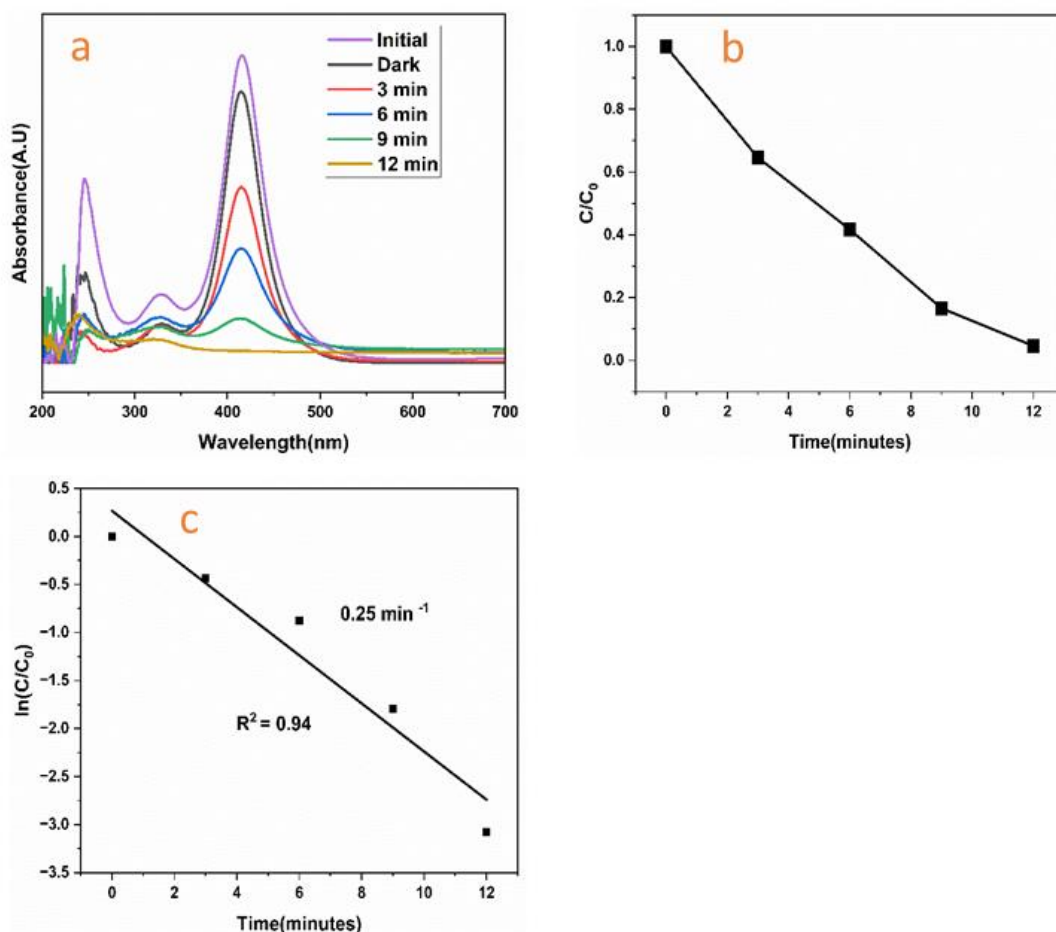 a
Initial
Dark
3 min
6 min
9 min
12 min
Absorbance(A.U)
200 300 400 500 600 700
Wavelength(nm)
b
1.0
0.8
0.6
0.4
0.2
0.0
C/C₀
0 2 4 6 8 10 12
Time(minutes)
c
0.5
0.0
−0.5
−1.0
−1.5
−2.0
−2.5
−3.0
−3.5
ln(C/C₀)
0.25 min ⁻¹
R² = 0.94
0 2 4 6 8 10 12
Time(minutes)